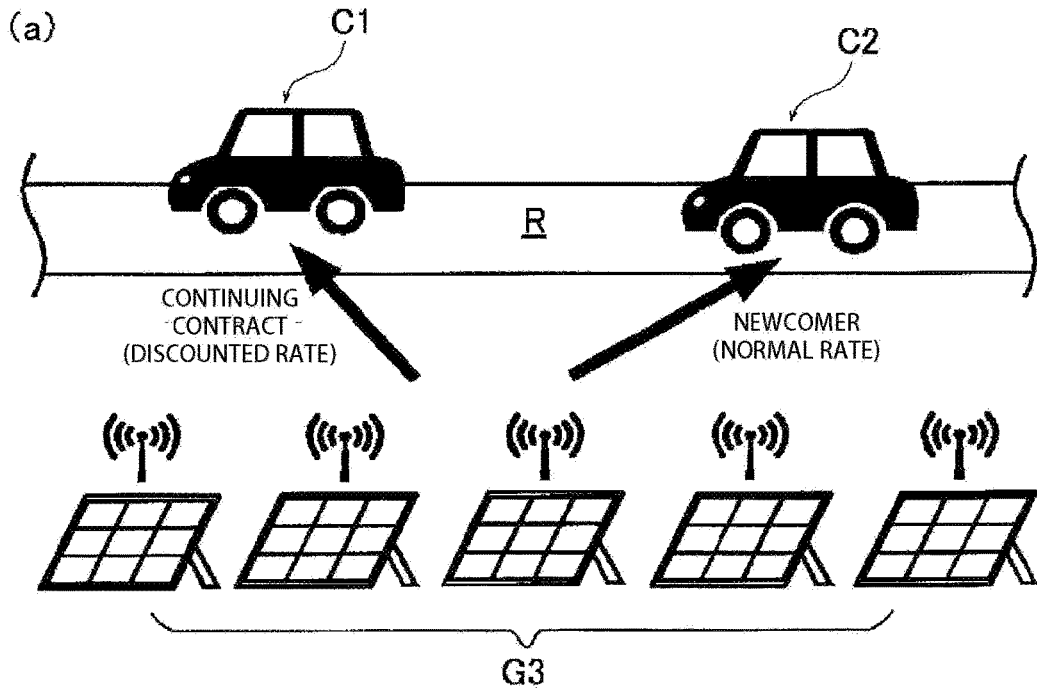 (a)
C1
C2
R
CONTINUING
CONTRACT
(DISCOUNTED RATE)
NEWCOMER
(NORMAL RATE)
G3